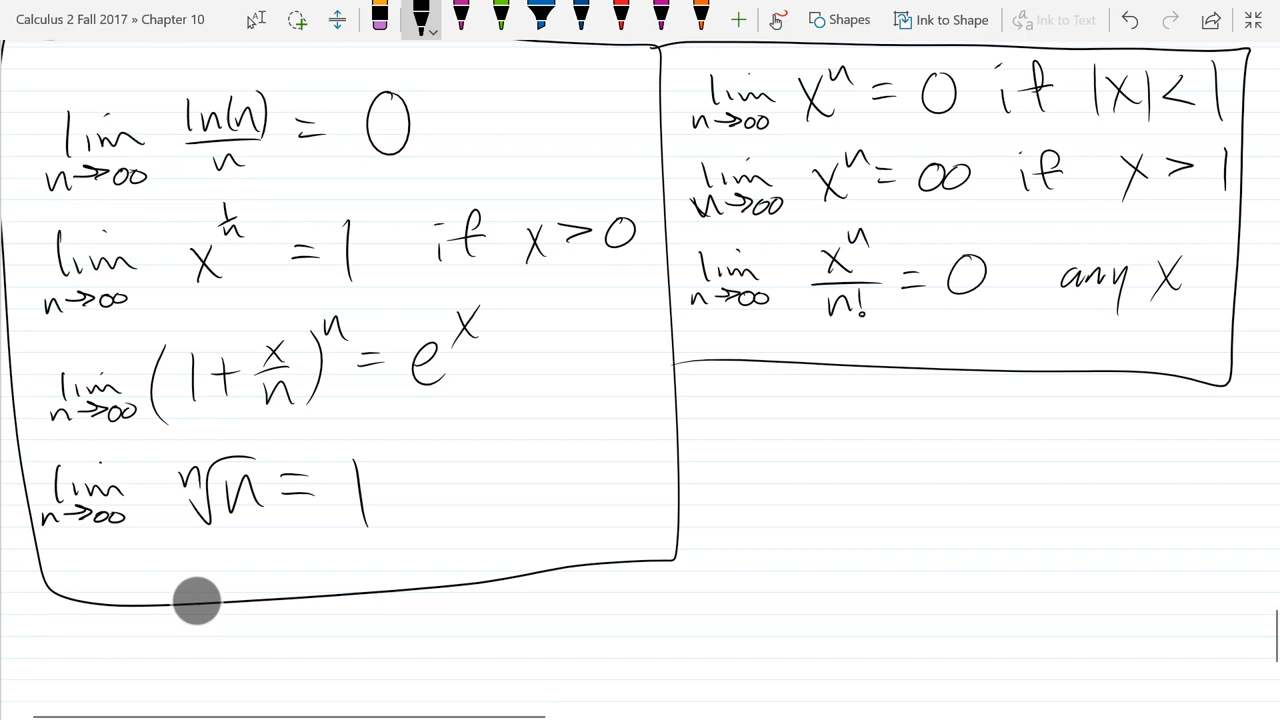 Calculus 2 Fall 2017 » Chapter 10
Shapes
Ink to Shape
Ink to Text
lim n→∞ ln(n)/n = 0
lim n→∞ x^(1/n) = 1 if x > 0
lim n→∞ (1 + x/n)^n = e^x
lim n→∞ ⁿ√n = 1
lim n→∞ x^n = 0 if |x| < 1
lim n→∞ x^n = ∞ if x > 1
lim n→∞ x^n/n! = 0 any x